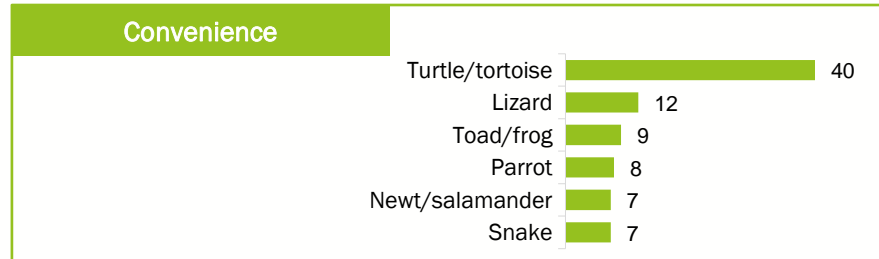 Convenience
Turtle/tortoise 40
Lizard 12
Toad/frog 9
Parrot 8
Newt/salamander 7
Snake 7